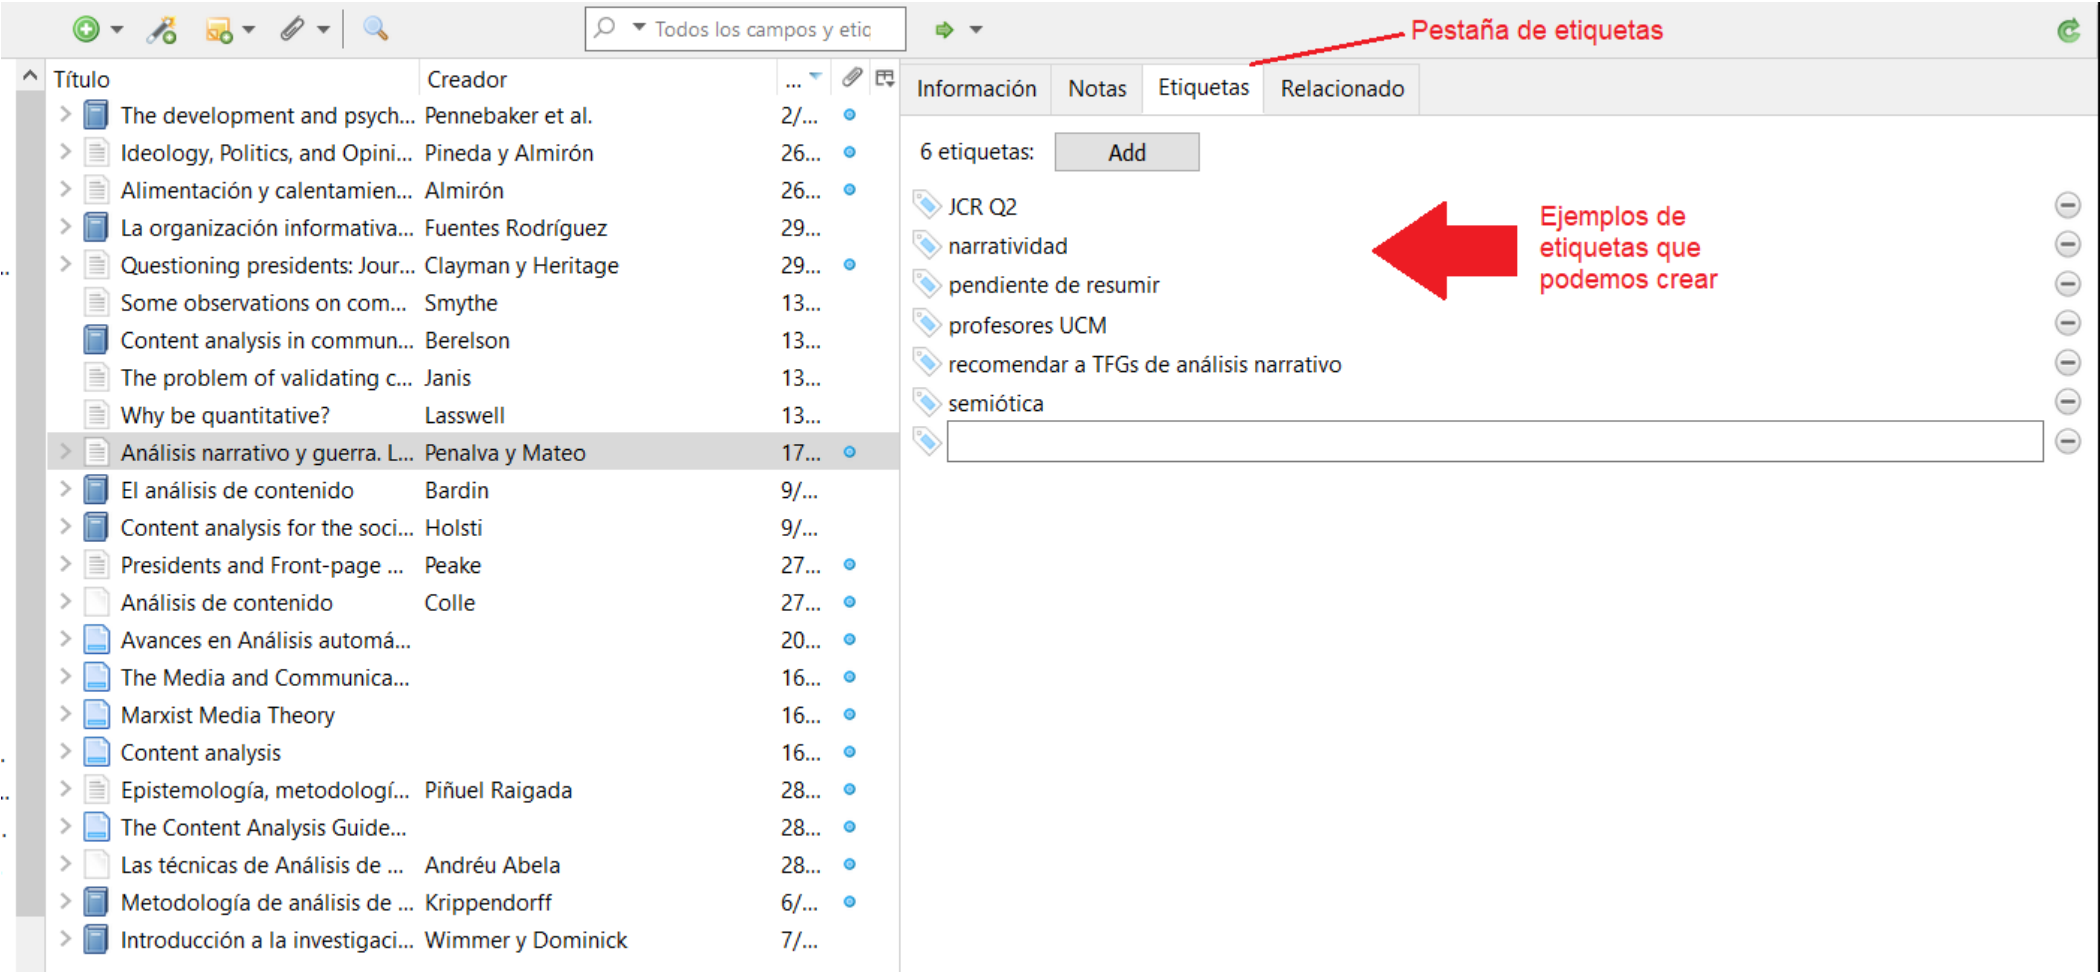 Todos los campos y etiq
Pestaña de etiquetas
Título Creador ...
Información Notas Etiquetas Relacionado
The development and psych... Pennebaker et al. 2/...
Ideology, Politics, and Opini... Pineda y Almirón 26...
Alimentación y calentamien... Almirón 26...
La organización informativa... Fuentes Rodríguez 29...
Questioning presidents: Jour... Clayman y Heritage 29...
Some observations on com... Smythe 13...
Content analysis in commun... Berelson 13...
The problem of validating c... Janis 13...
Why be quantitative? Lasswell 13...
Análisis narrativo y guerra. L... Penalva y Mateo 17...
El análisis de contenido Bardin 9/...
Content analysis for the soci... Holsti 9/...
Presidents and Front-page ... Peake 27...
Análisis de contenido Colle 27...
Avances en Análisis automá... 20...
The Media and Communica... 16...
Marxist Media Theory 16...
Content analysis 16...
Epistemología, metodologí... Piñuel Raigada 28...
The Content Analysis Guide... 28...
Las técnicas de Análisis de ... Andréu Abela 28...
Metodología de análisis de ... Krippendorff 6/...
Introducción a la investigaci... Wimmer y Dominick 7/...
6 etiquetas: Add
JCR Q2
narratividad
pendiente de resumir
profesores UCM
recomendar a TFGs de análisis narrativo
semiótica
Ejemplos de
etiquetas que
podemos crear